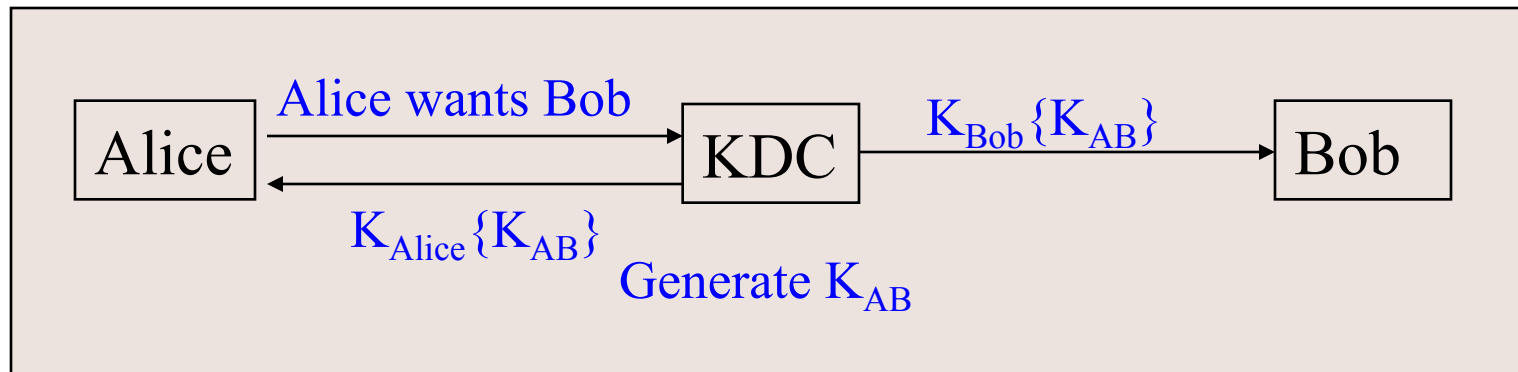 Alice wants Bob
Alice
KDC
K_Bob{K_AB}
Bob
K_Alice{K_AB}
Generate K_AB